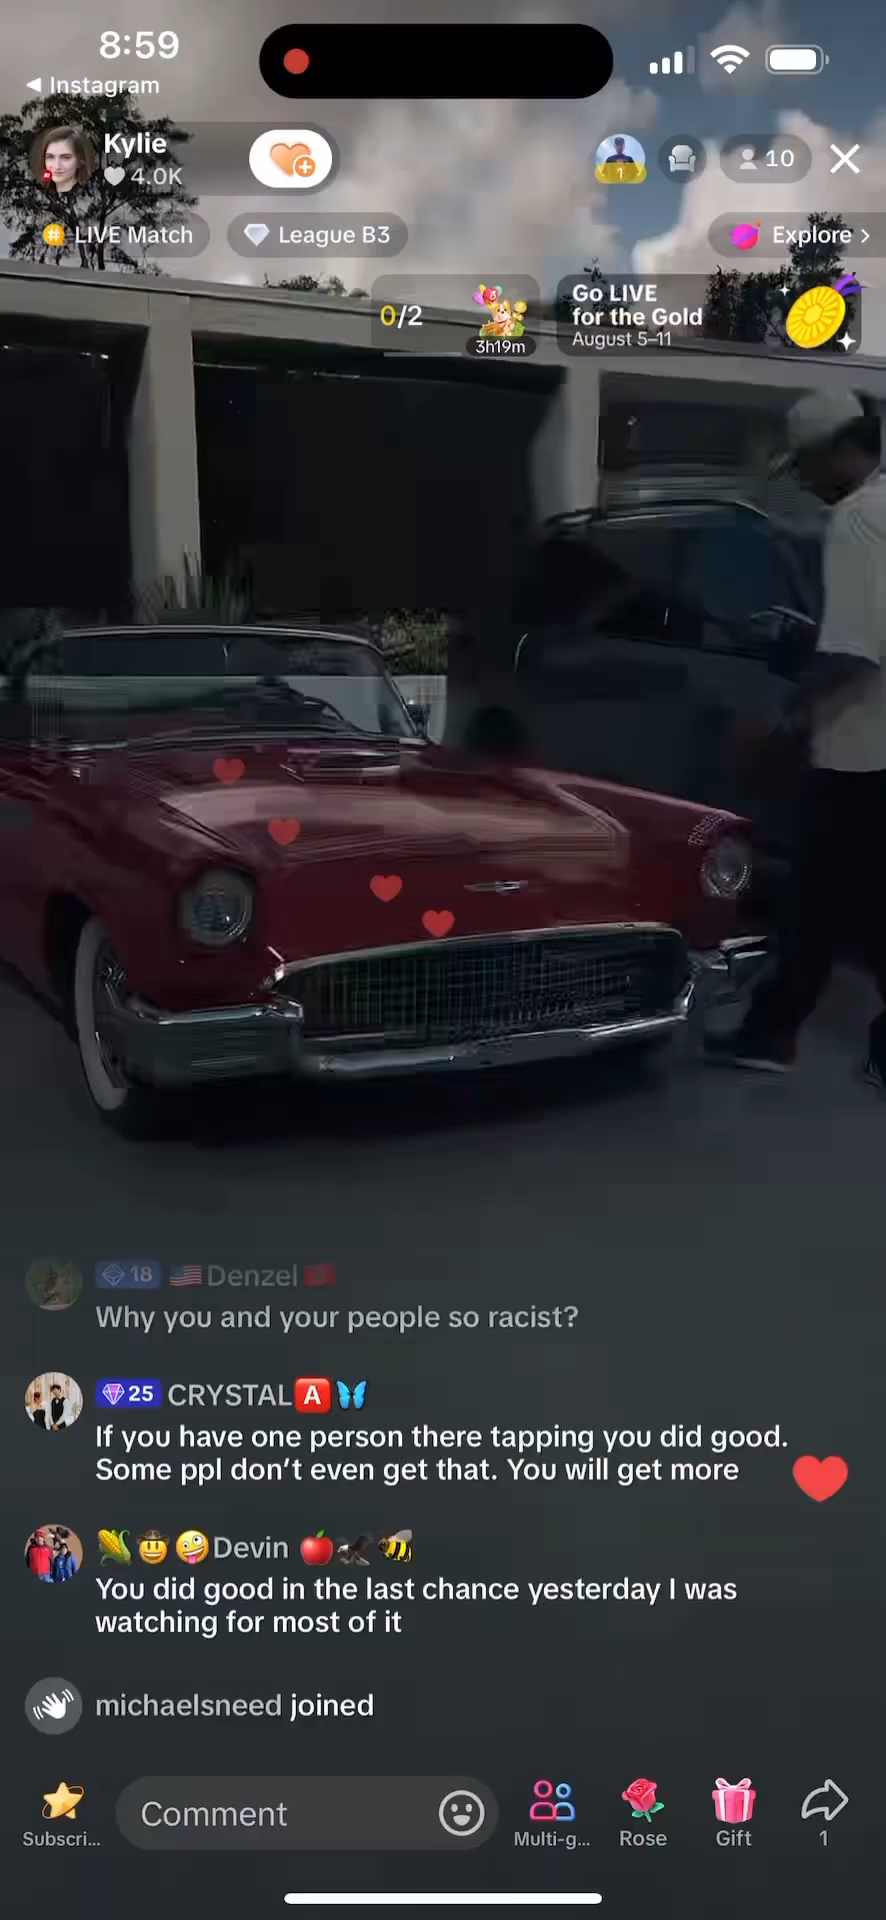 8:59
◀ Instagram
Kylie
4.0K
1
10
LIVE Match
League B3
Explore >
0/2
3h19m
Go LIVE
for the Gold
August 5–11
18 🇺🇸Denzel🇲🇦
Why you and your people so racist?
25 CRYSTAL🅰️🦋
If you have one person there tapping you did good.
Some ppl don’t even get that. You will get more
🌽🤠🤪Devin 🍎🦅🐝
You did good in the last chance yesterday I was
watching for most of it
michaelsneed joined
Subscri...
Comment
Multi-g...
Rose
Gift
1